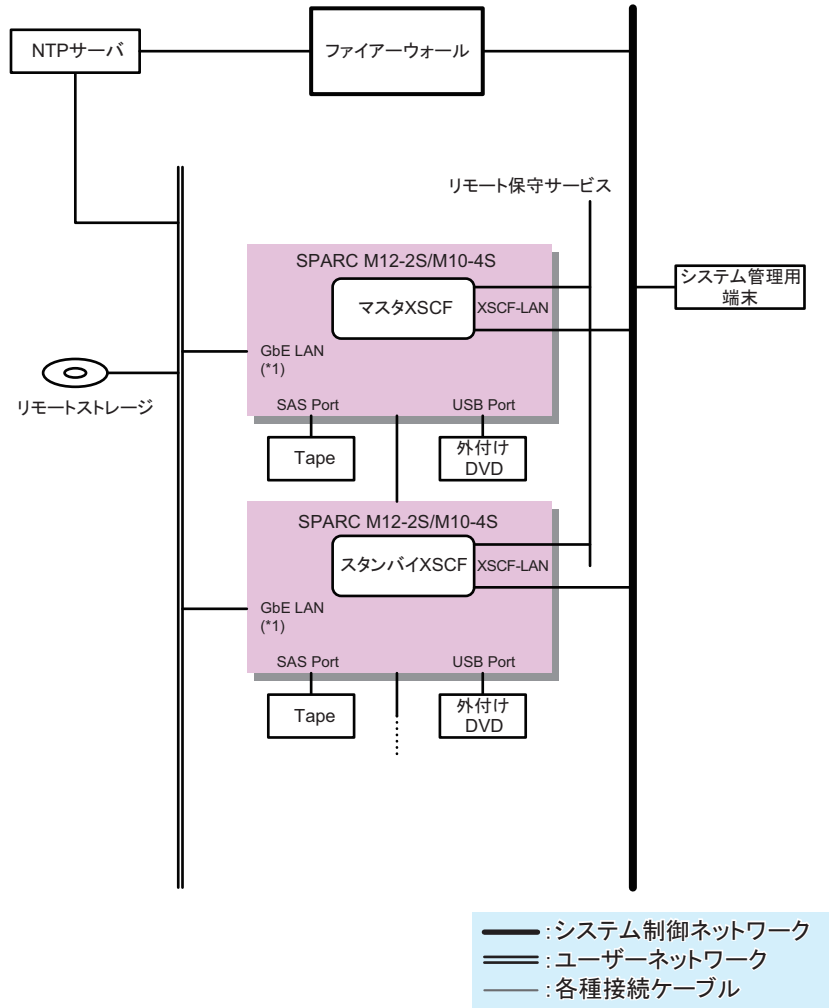 NTPサーバ
ファイアーウォール
リモート保守サービス
SPARC M12-2S/M10-4S
マスタXSCF
XSCF-LAN
システム管理用
端末
GbE LAN
(*1)
リモートストレージ
SAS Port
USB Port
Tape
外付け
DVD
SPARC M12-2S/M10-4S
スタンバイXSCF
XSCF-LAN
GbE LAN
(*1)
SAS Port
USB Port
Tape
外付け
DVD
:システム制御ネットワーク
:ユーザーネットワーク
:各種接続ケーブル